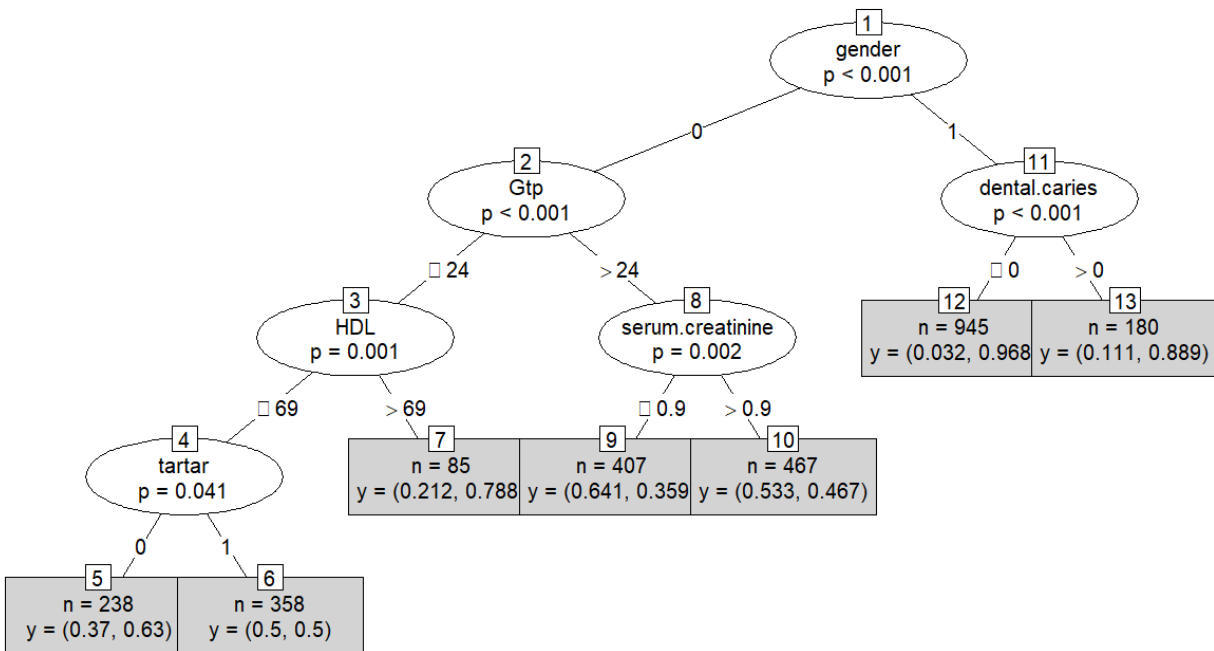 1
gender
p < 0.001
0
1
2
Gtp
p < 0.001
11
dental.caries
p < 0.001
□ 24
> 24
□ 0
> 0
3
HDL
p = 0.001
8
serum.creatinine
p = 0.002
12
n = 945
y = (0.032, 0.968
13
n = 180
y = (0.111, 0.889)
□ 69
> 69
□ 0.9
> 0.9
4
tartar
p = 0.041
7
n = 85
y = (0.212, 0.788
9
n = 407
y = (0.641, 0.359
10
n = 467
y = (0.533, 0.467)
0
1
5
n = 238
y = (0.37, 0.63)
6
n = 358
y = (0.5, 0.5)